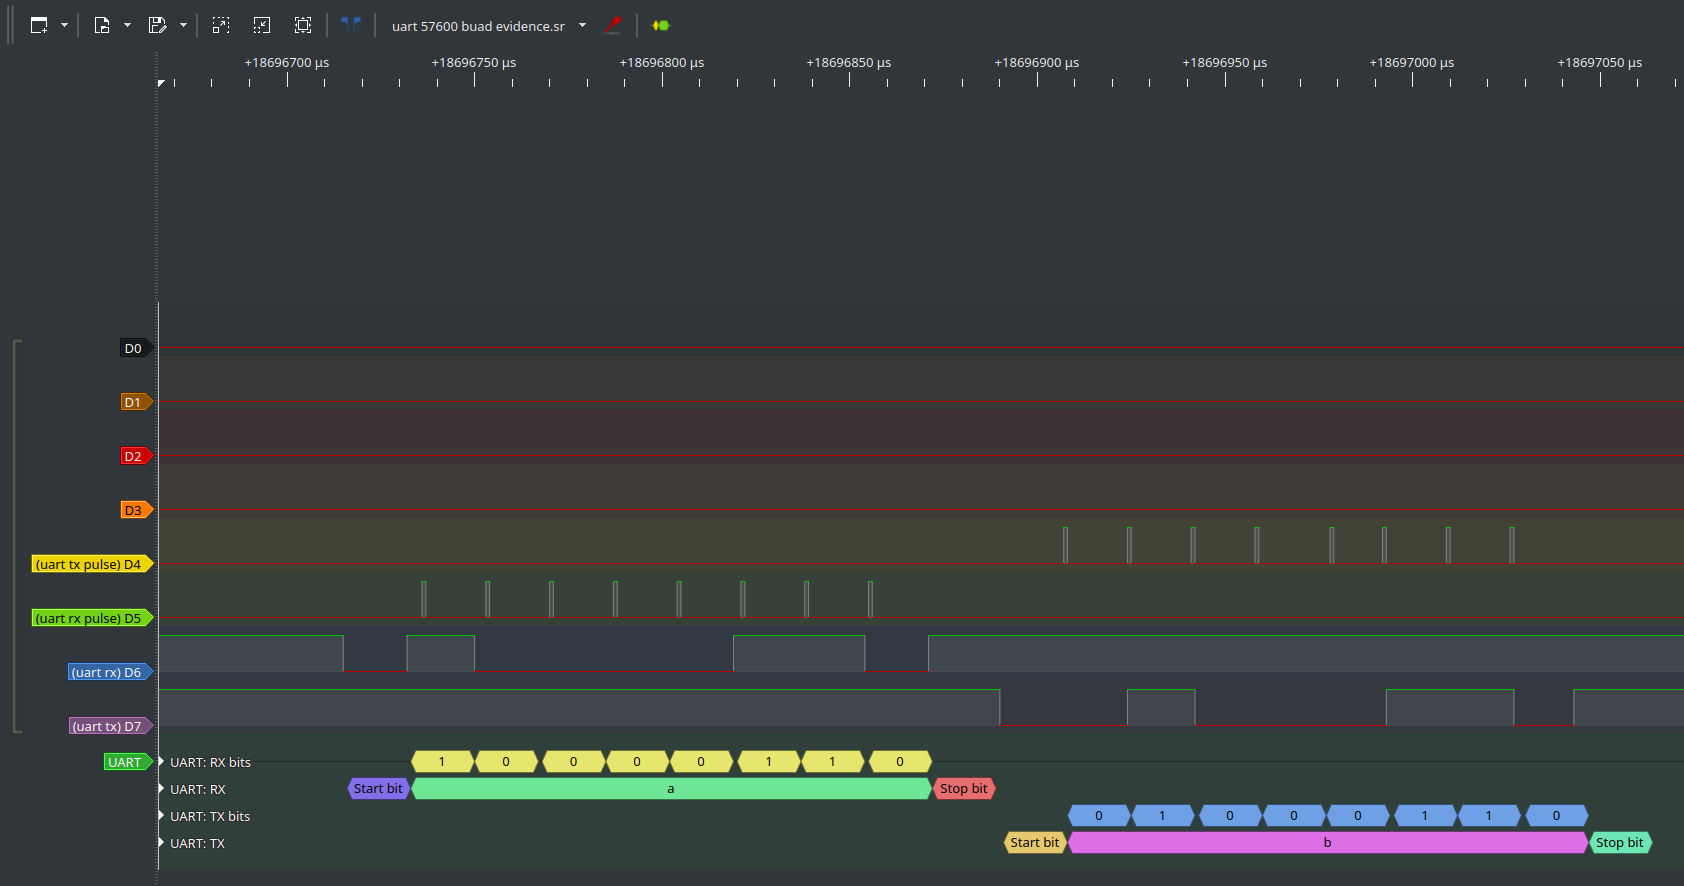 uart 57600 buad evidence.sr
+18696700 µs +18696750 µs +18696800 µs +18696850 µs +18696900 µs +18696950 µs +18697000 µs +18697050 µs
D0
D1
D2
D3
(uart tx pulse) D4
(uart rx pulse) D5
(uart rx) D6
(uart tx) D7
UART UART: RX bits 1 0 0 0 0 1 1 0
UART: RX Start bit a Stop bit
UART: TX bits 0 1 0 0 0 1 1 0
UART: TX Start bit b Stop bit